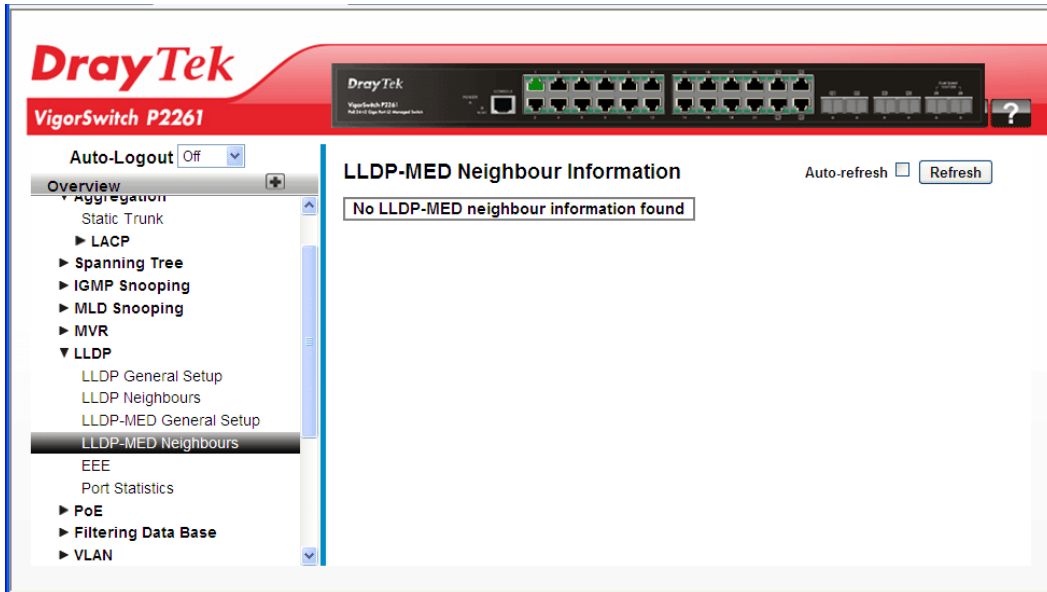 DrayTek
VigorSwitch P2261
DrayTek
VigorSwitch P2261
CONSOLE
POWER
?
Auto-Logout Off
Overview
Aggregation
Static Trunk
LACP
Spanning Tree
IGMP Snooping
MLD Snooping
MVR
LLDP
LLDP General Setup
LLDP Neighbours
LLDP-MED General Setup
LLDP-MED Neighbours
EEE
Port Statistics
PoE
Filtering Data Base
VLAN
LLDP-MED Neighbour Information
Auto-refresh
Refresh
No LLDP-MED neighbour information found